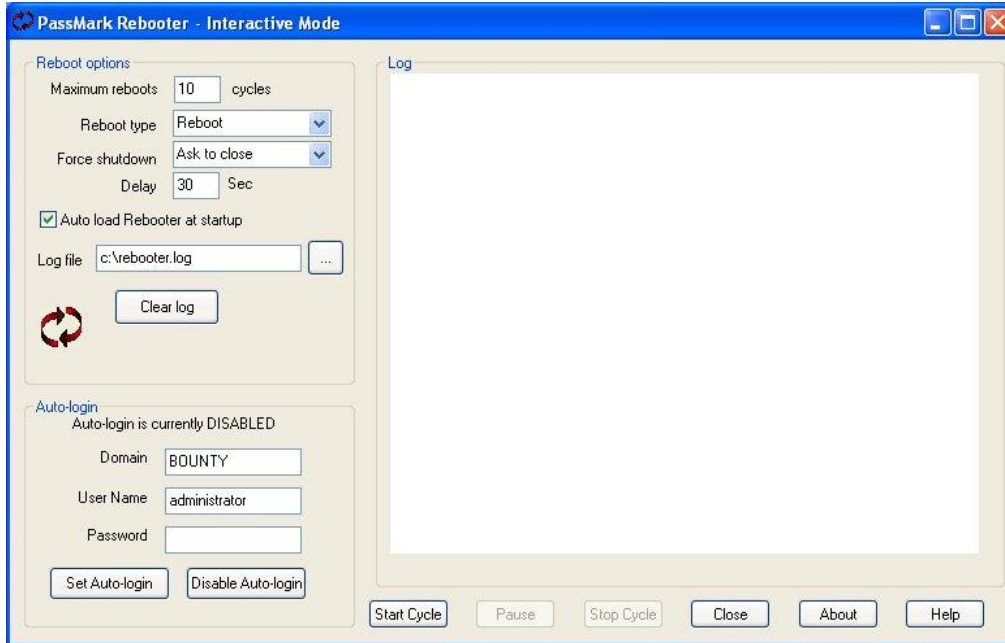 PassMark Rebooter - Interactive Mode
Reboot options
Maximum reboots 10 cycles
Reboot type Reboot
Force shutdown Ask to close
Delay 30 Sec
Auto load Rebooter at startup
Log file c:\rebooter.log ...
Clear log
Auto-login
Auto-login is currently DISABLED
Domain BOUNTY
User Name administrator
Password
Set Auto-login Disable Auto-login
Log
Start Cycle Pause Stop Cycle Close About Help